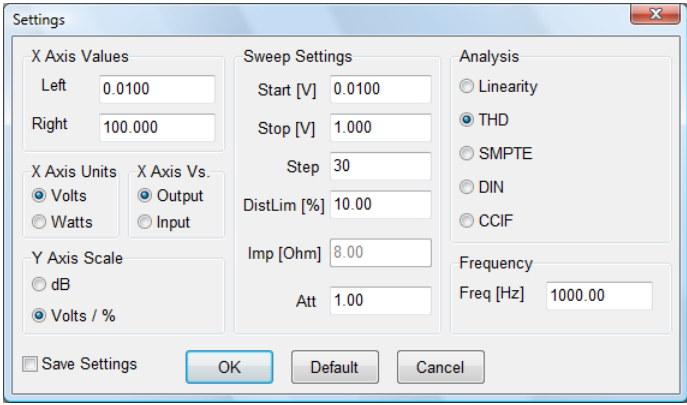 Settings
X Axis Values
Left 0.0100
Right 100.000
X Axis Units
Volts
Watts
X Axis Vs.
Output
Input
Y Axis Scale
dB
Volts / %
Sweep Settings
Start [V] 0.0100
Stop [V] 1.000
Step 30
DistLim [%] 10.00
Imp [Ohm] 8.00
Att 1.00
Analysis
Linearity
THD
SMPTE
DIN
CCIF
Frequency
Freq [Hz] 1000.00
Save Settings
OK
Default
Cancel